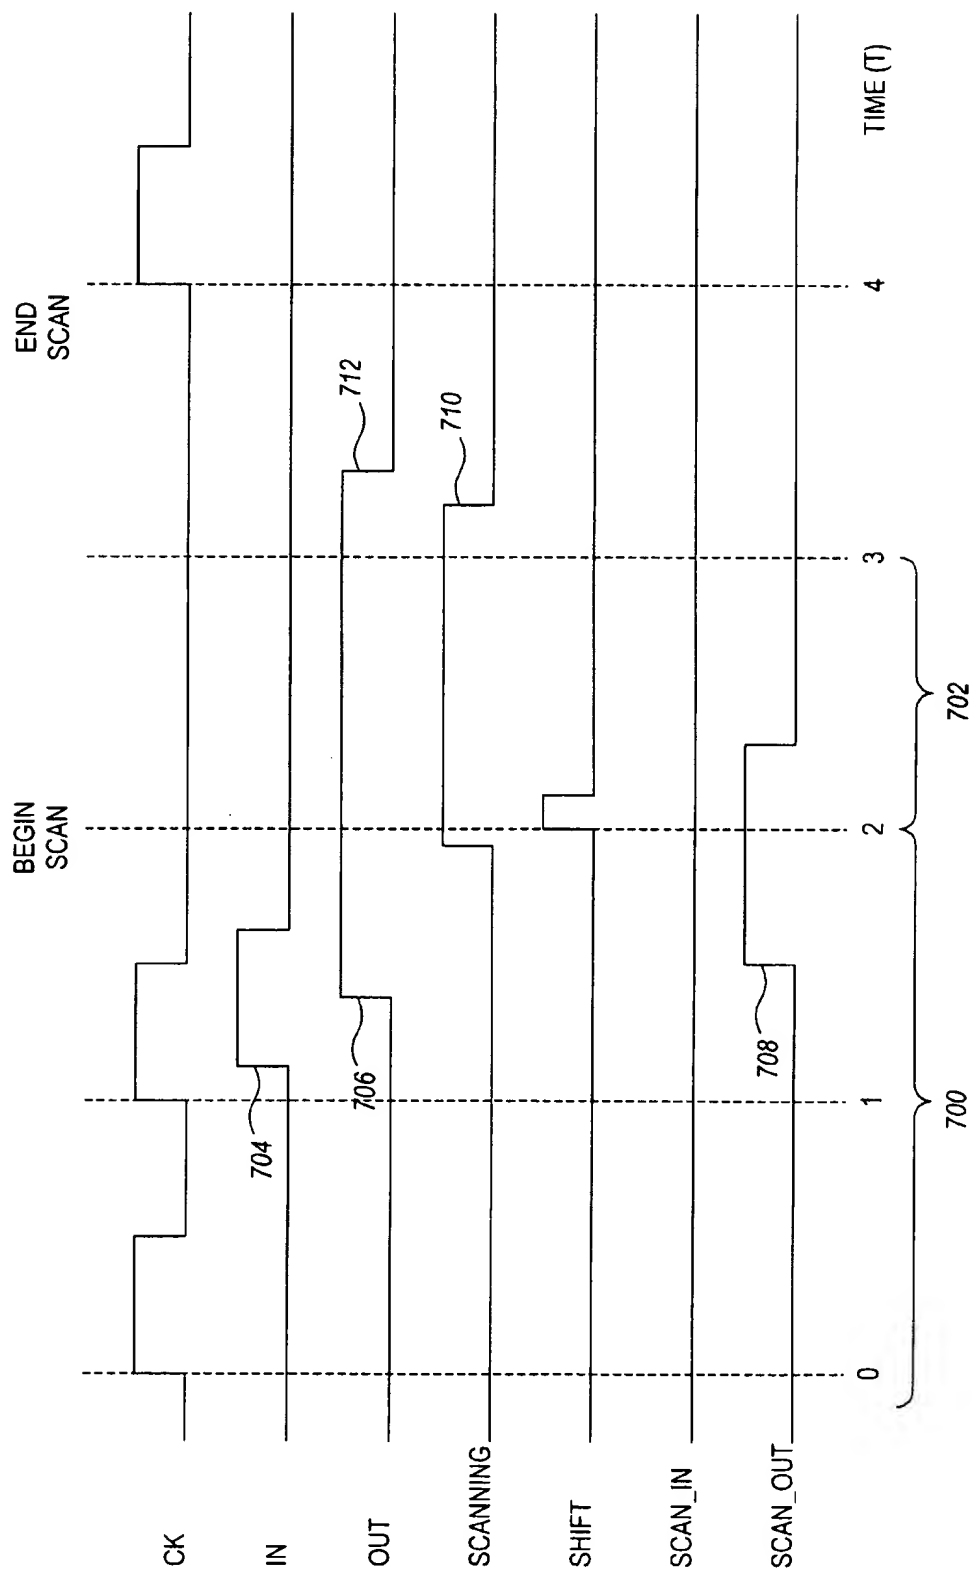 BEGIN
SCAN
END
SCAN
CK
IN
704
OUT
706
712
SCANNING
710
SHIFT
SCAN_IN
SCAN_OUT
708
0
1
2
3
4
TIME (T)
700
702